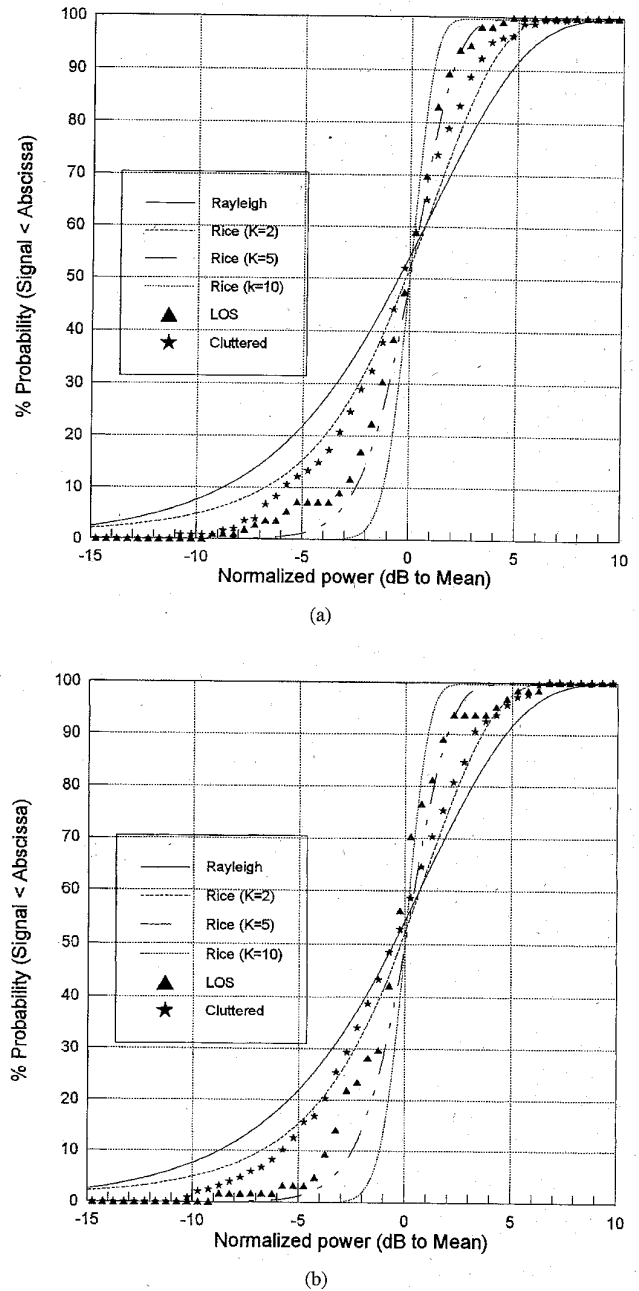 100
90
80
70
60
50
40
30
20
10
0
% Probability (Signal < Abscissa)
Rayleigh
Rice (K=2)
Rice (K=5)
Rice (k=10)
LOS
Cluttered
-15
-10
-5
0
5
10
Normalized power (dB to Mean)
(a)
100
90
80
70
60
50
40
30
20
10
0
% Probability (Signal < Abscissa)
Rayleigh
Rice (K=2)
Rice (K=5)
Rice (K=10)
LOS
Cluttered
-15
-10
-5
0
5
10
Normalized power (dB to Mean)
(b)